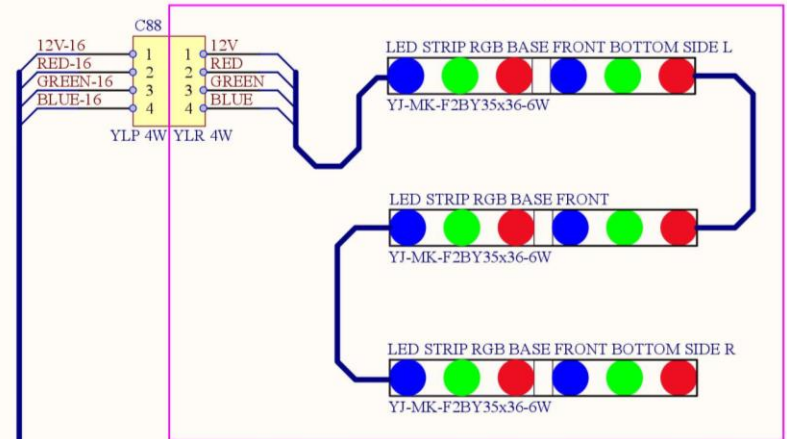 C88
12V-16 1 1 12V
RED-16 2 2 RED
GREEN-16 3 3 GREEN
BLUE-16 4 4 BLUE
YLP 4W YLR 4W
LED STRIP RGB BASE FRONT BOTTOM SIDE L
YJ-MK-F2BY35x36-6W
LED STRIP RGB BASE FRONT
YJ-MK-F2BY35x36-6W
LED STRIP RGB BASE FRONT BOTTOM SIDE R
YJ-MK-F2BY35x36-6W